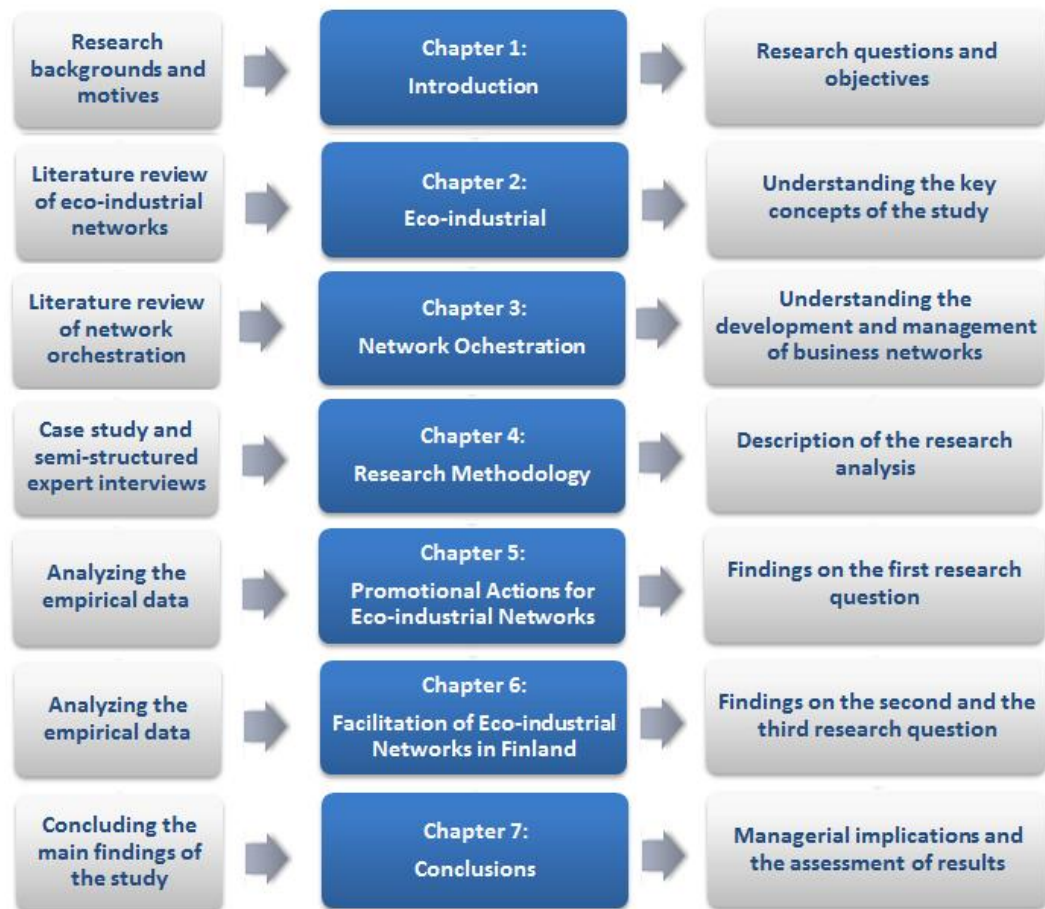 Research
backgrounds and
motives
Chapter 1:
Introduction
Research questions and
objectives
Literature review
of eco-industrial
networks
Chapter 2:
Eco-industrial
Understanding the key
concepts of the study
Literature review
of network
orchestration
Chapter 3:
Network Ochestration
Understanding the
development and management
of business networks
Case study and
semi-structured
expert interviews
Chapter 4:
Research Methodology
Description of the research
analysis
Analyzing the
empirical data
Chapter 5:
Promotional Actions for
Eco-industrial Networks
Findings on the first research
question
Analyzing the
empirical data
Chapter 6:
Facilitation of Eco-industrial
Networks in Finland
Findings on the second and the
third research question
Concluding the
main findings of
the study
Chapter 7:
Conclusions
Managerial implications and
the assessment of results